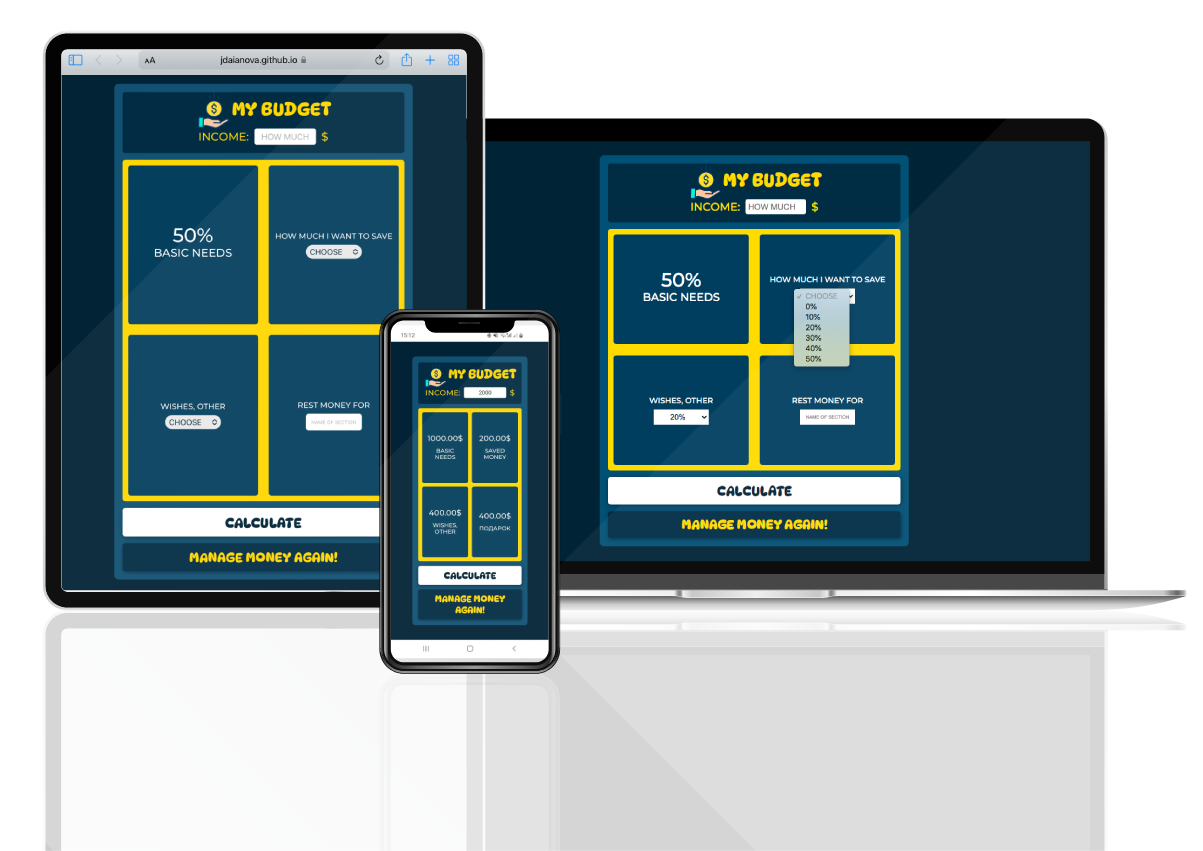 AA
jdaianova.github.io
MY BUDGET
INCOME: HOW MUCH $
50%
BASIC NEEDS
HOW MUCH I WANT TO SAVE
CHOOSE
WISHES, OTHER
CHOOSE
REST MONEY FOR
NAME OF SECTION
CALCULATE
MANAGE MONEY AGAIN!
15:12
MY BUDGET
INCOME: 2000 $
1000.00$
BASIC
NEEDS
200.00$
SAVED
MONEY
400.00$
WISHES,
OTHER
400.00$
ПОДАРОК
CALCULATE
MANAGE MONEY
AGAIN!
MY BUDGET
INCOME: HOW MUCH $
50%
BASIC NEEDS
HOW MUCH I WANT TO SAVE
✓ CHOOSE
0%
10%
20%
30%
40%
50%
WISHES, OTHER
20%
REST MONEY FOR
NAME OF SECTION
CALCULATE
MANAGE MONEY AGAIN!